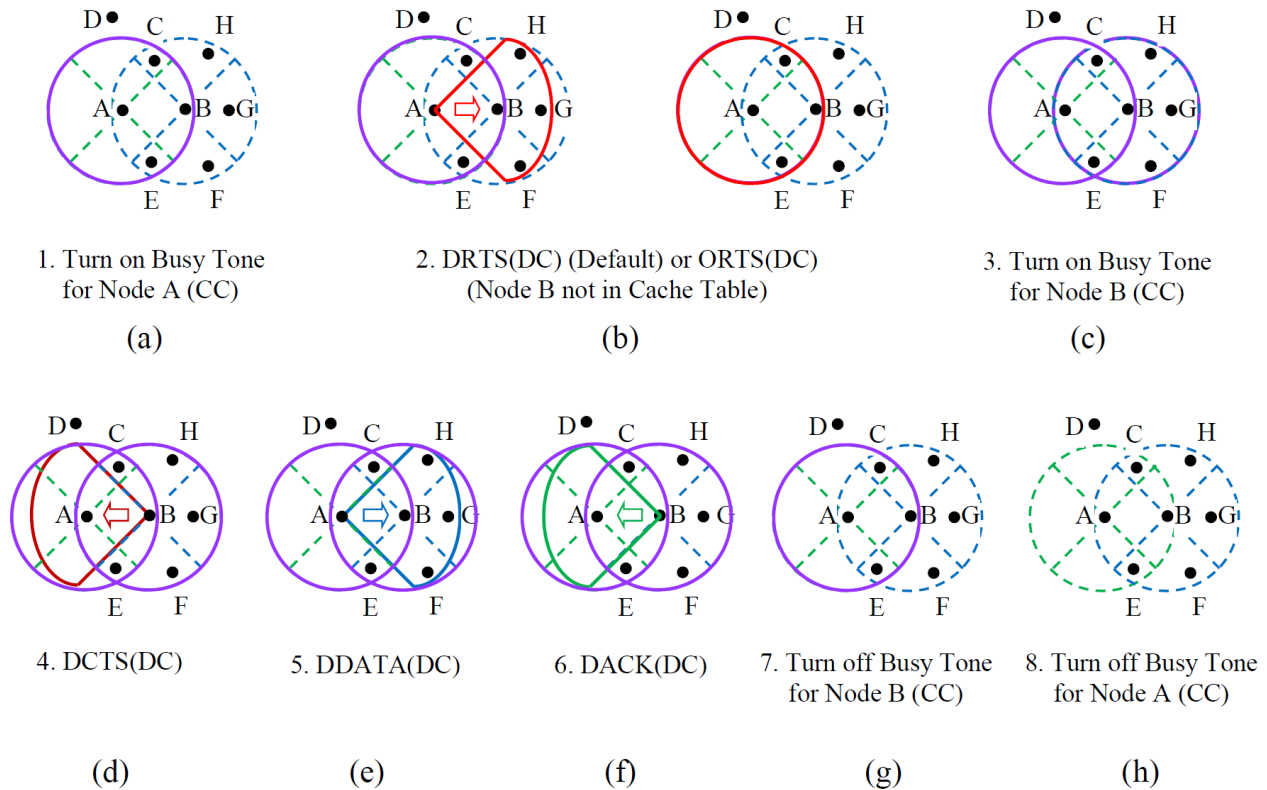 D
C
H
A
B
G
E
F
1. Turn on Busy Tone
for Node A (CC)
(a)
D
C
H
A
B
G
E
F
D
C
H
A
B
G
E
F
2. DRTS(DC) (Default) or ORTS(DC)
(Node B not in Cache Table)
(b)
D
C
H
A
B
G
E
F
3. Turn on Busy Tone
for Node B (CC)
(c)
D
C
H
A
B
G
E
F
4. DCTS(DC)
(d)
D
C
H
A
B
G
E
F
5. DDATA(DC)
(e)
D
C
H
A
B
G
E
F
6. DACK(DC)
(f)
D
C
H
A
B
G
E
F
7. Turn off Busy Tone
for Node B (CC)
(g)
D
C
H
A
B
G
E
F
8. Turn off Busy Tone
for Node A (CC)
(h)